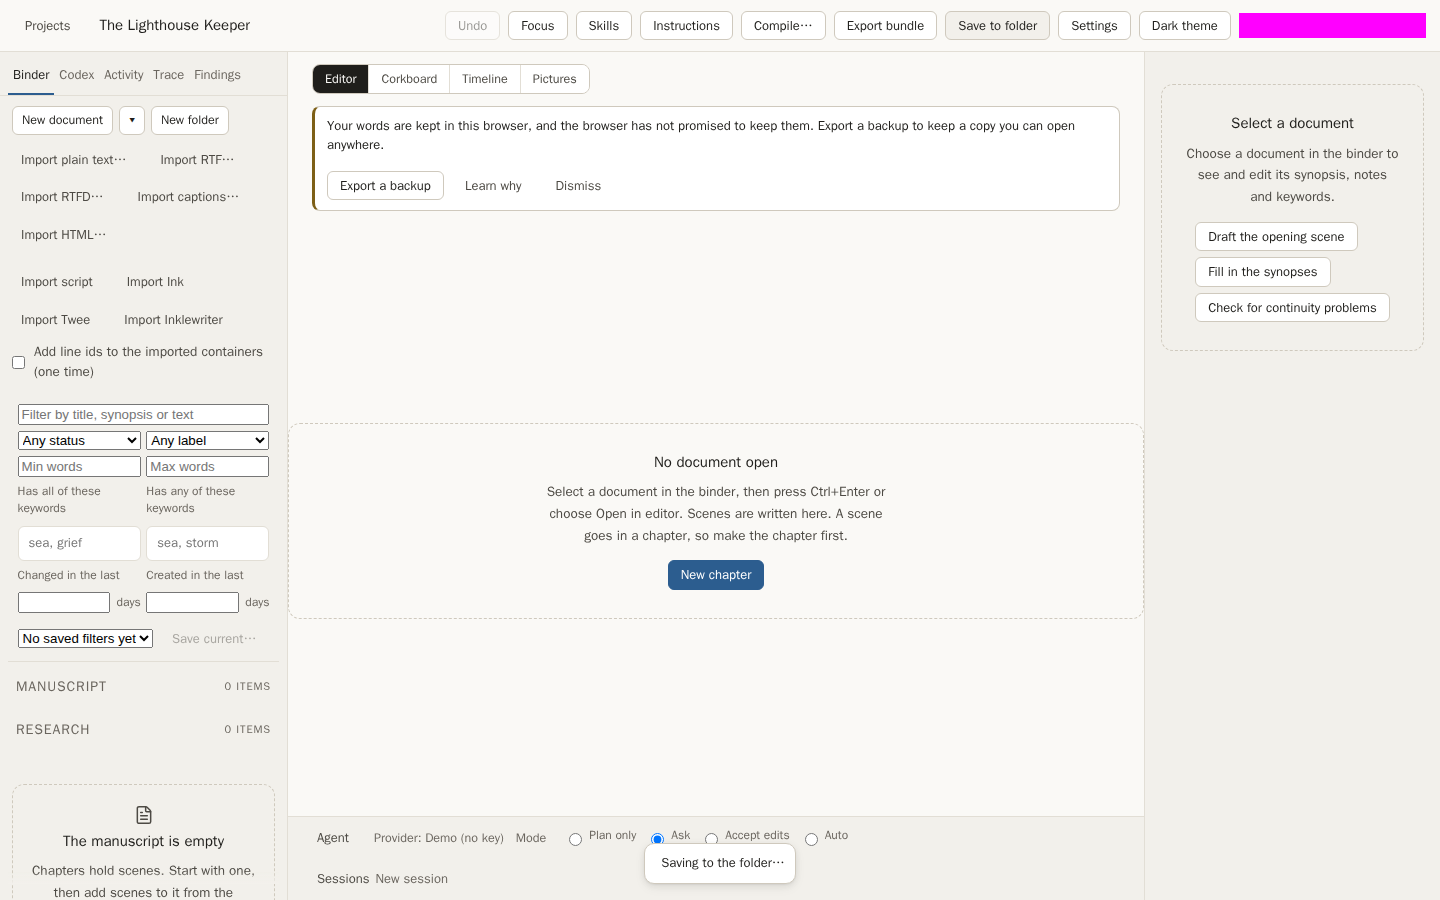 Projects
The Lighthouse Keeper
Undo
Focus
Skills
Instructions
Compile…
Export bundle
Save to folder
Settings
Dark theme
Binder
Codex
Activity
Trace
Findings
New document
▾
New folder
Import plain text…
Import RTF…
Import RTFD…
Import captions…
Import HTML…
Import script
Import Ink
Import Twee
Import Inklewriter
Add line ids to the imported containers
(one time)
Filter by title, synopsis or text
Any status
Any label
Min words
Max words
Has all of these
keywords
Has any of these
keywords
sea, grief
sea, storm
Changed in the last
Created in the last
days
days
No saved filters yet
Save current…
MANUSCRIPT
0 ITEMS
RESEARCH
0 ITEMS
The manuscript is empty
Chapters hold scenes. Start with one,
then add scenes to it from the
Editor
Corkboard
Timeline
Pictures
Your words are kept in this browser, and the browser has not promised to keep them. Export a backup to keep a copy you can open
anywhere.
Export a backup
Learn why
Dismiss
No document open
Select a document in the binder, then press Ctrl+Enter or
choose Open in editor. Scenes are written here. A scene
goes in a chapter, so make the chapter first.
New chapter
Agent
Provider: Demo (no key)
Mode
Plan only
Ask
Accept edits
Auto
Saving to the folder…
Sessions
New session
Select a document
Choose a document in the binder to
see and edit its synopsis, notes
and keywords.
Draft the opening scene
Fill in the synopses
Check for continuity problems